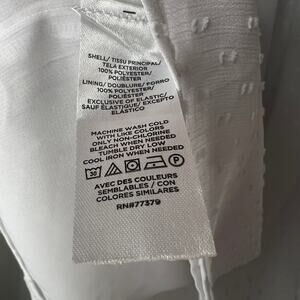 SHELL/ TISSU PRINCIPAL/
TELA EXTERIOR
100% POLYESTER/
POLIÉSTER
LINING/ DOUBLURE/ FORRO
100% POLYESTER/
POLIÉSTER
EXCLUSIVE OF ELASTIC/
SAUF ÉLASTIQUE/ EXCEPTO
ELÁSTICO
MACHINE WASH COLD
WITH LIKE COLORS
ONLY NON-CHLORINE
BLEACH WHEN NEEDED
TUMBLE DRY LOW
COOL IRON WHEN NEEDED
30 P
AVEC DES COULEURS
SEMBLABLES / CON
COLORES SIMILARES
RN#77379